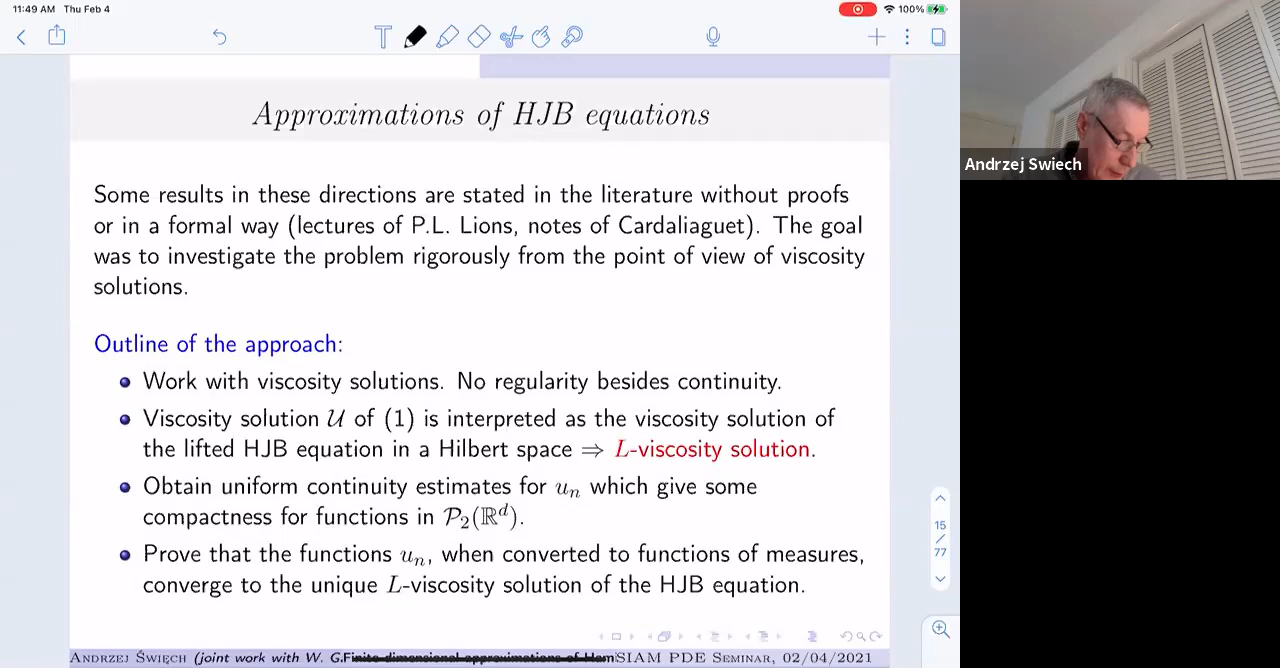 11:49 AM Thu Feb 4
100%
Approximations of HJB equations
Andrzej Swiech
Some results in these directions are stated in the literature without proofs
or in a formal way (lectures of P.L. Lions, notes of Cardaliaguet). The goal
was to investigate the problem rigorously from the point of view of viscosity
solutions.
Outline of the approach:
Work with viscosity solutions. No regularity besides continuity.
Viscosity solution 𝒰 of (1) is interpreted as the viscosity solution of
the lifted HJB equation in a Hilbert space ⇒ L-viscosity solution.
Obtain uniform continuity estimates for uₙ which give some
compactness for functions in 𝒫₂(ℝᵈ).
15
/
77
Prove that the functions uₙ, when converted to functions of measures,
converge to the unique L-viscosity solution of the HJB equation.
ANDRZEJ ŚWIĘCH (joint work with W. G.Finite-dimensional approximations of Ham SIAM PDE SEMINAR, 02/04/2021